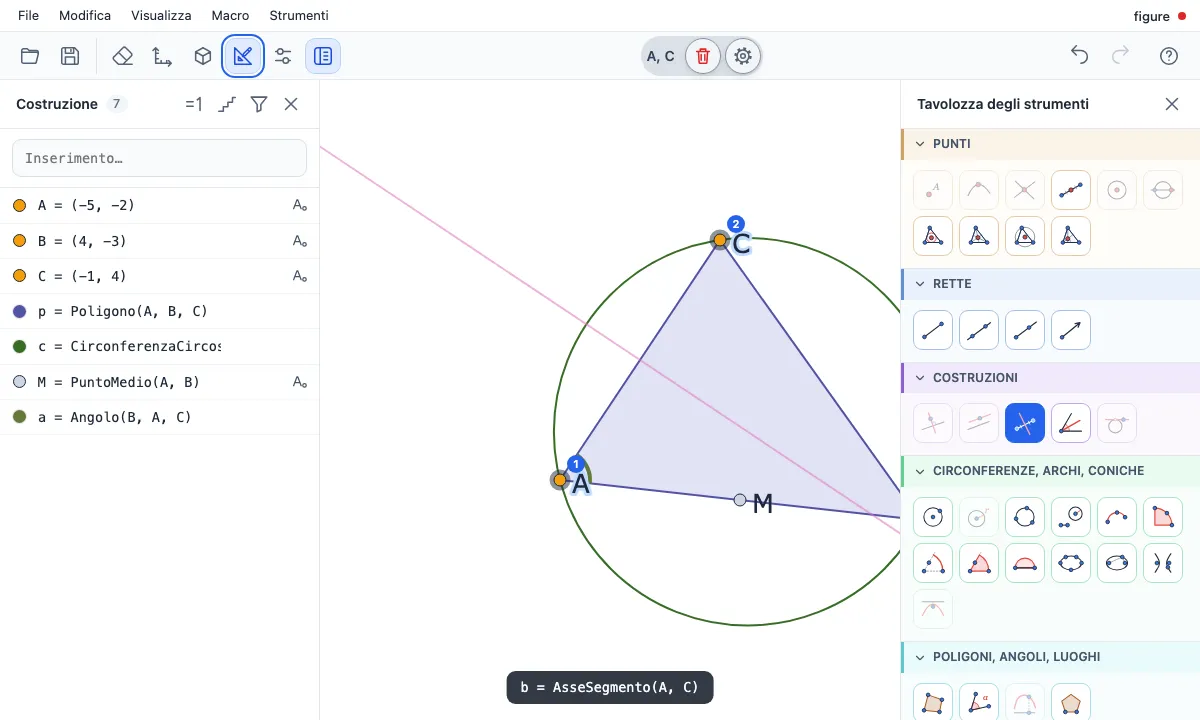 File Modifica Visualizza Macro Strumenti figure
A, C
Costruzione 7 =1
Inserimento…
A = (−5, −2)
B = (4, −3)
C = (−1, 4)
p = Poligono(A, B, C)
c = CirconferenzaCircos
M = PuntoMedio(A, B)
a = Angolo(B, A, C)
2
C
1
A
M
b = AsseSegmento(A, C)
Tavolozza degli strumenti
PUNTI
RETTE
COSTRUZIONI
CIRCONFERENZE, ARCHI, CONICHE
POLIGONI, ANGOLI, LUOGHI